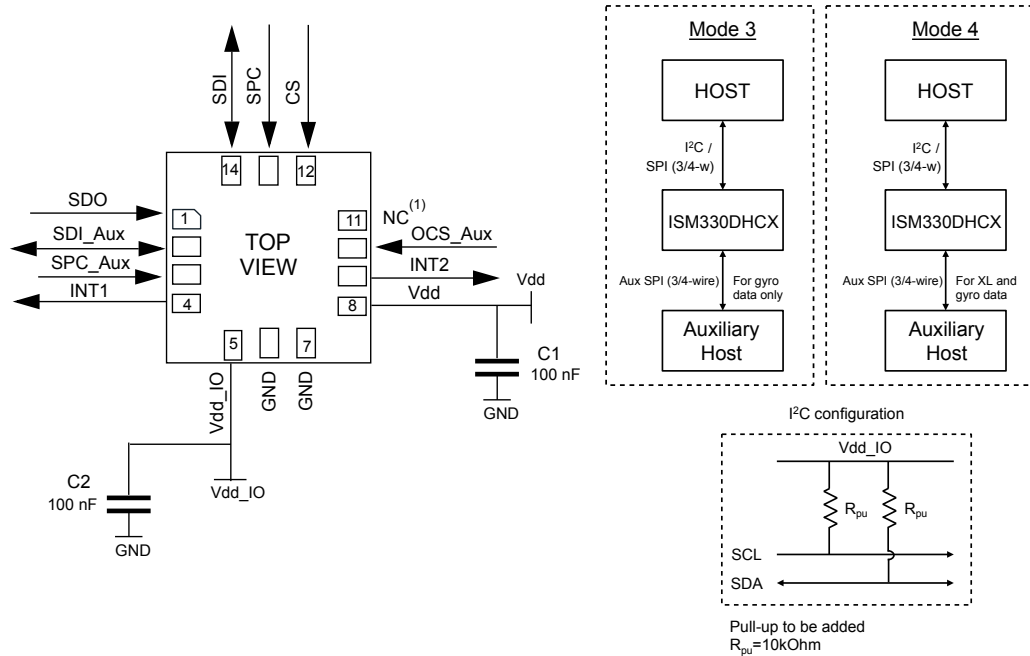 SDI
SPC
CS
14
12
SDO
SDI_Aux
SPC_Aux
INT1
1
4
TOP
VIEW
11
8
NC(1)
OCS_Aux
INT2
Vdd
Vdd
5
7
Vdd_IO
GND
GND
C1
100 nF
GND
C2
100 nF
GND
Vdd_IO
Mode 3
HOST
I²C /
SPI (3/4-w)
ISM330DHCX
Aux SPI (3/4-wire)
For gyro
data only
Auxiliary
Host
Mode 4
HOST
I²C /
SPI (3/4-w)
ISM330DHCX
Aux SPI (3/4-wire)
For XL and
gyro data
Auxiliary
Host
I²C configuration
Vdd_IO
Rpu
Rpu
SCL
SDA
Pull-up to be added
Rpu=10kOhm